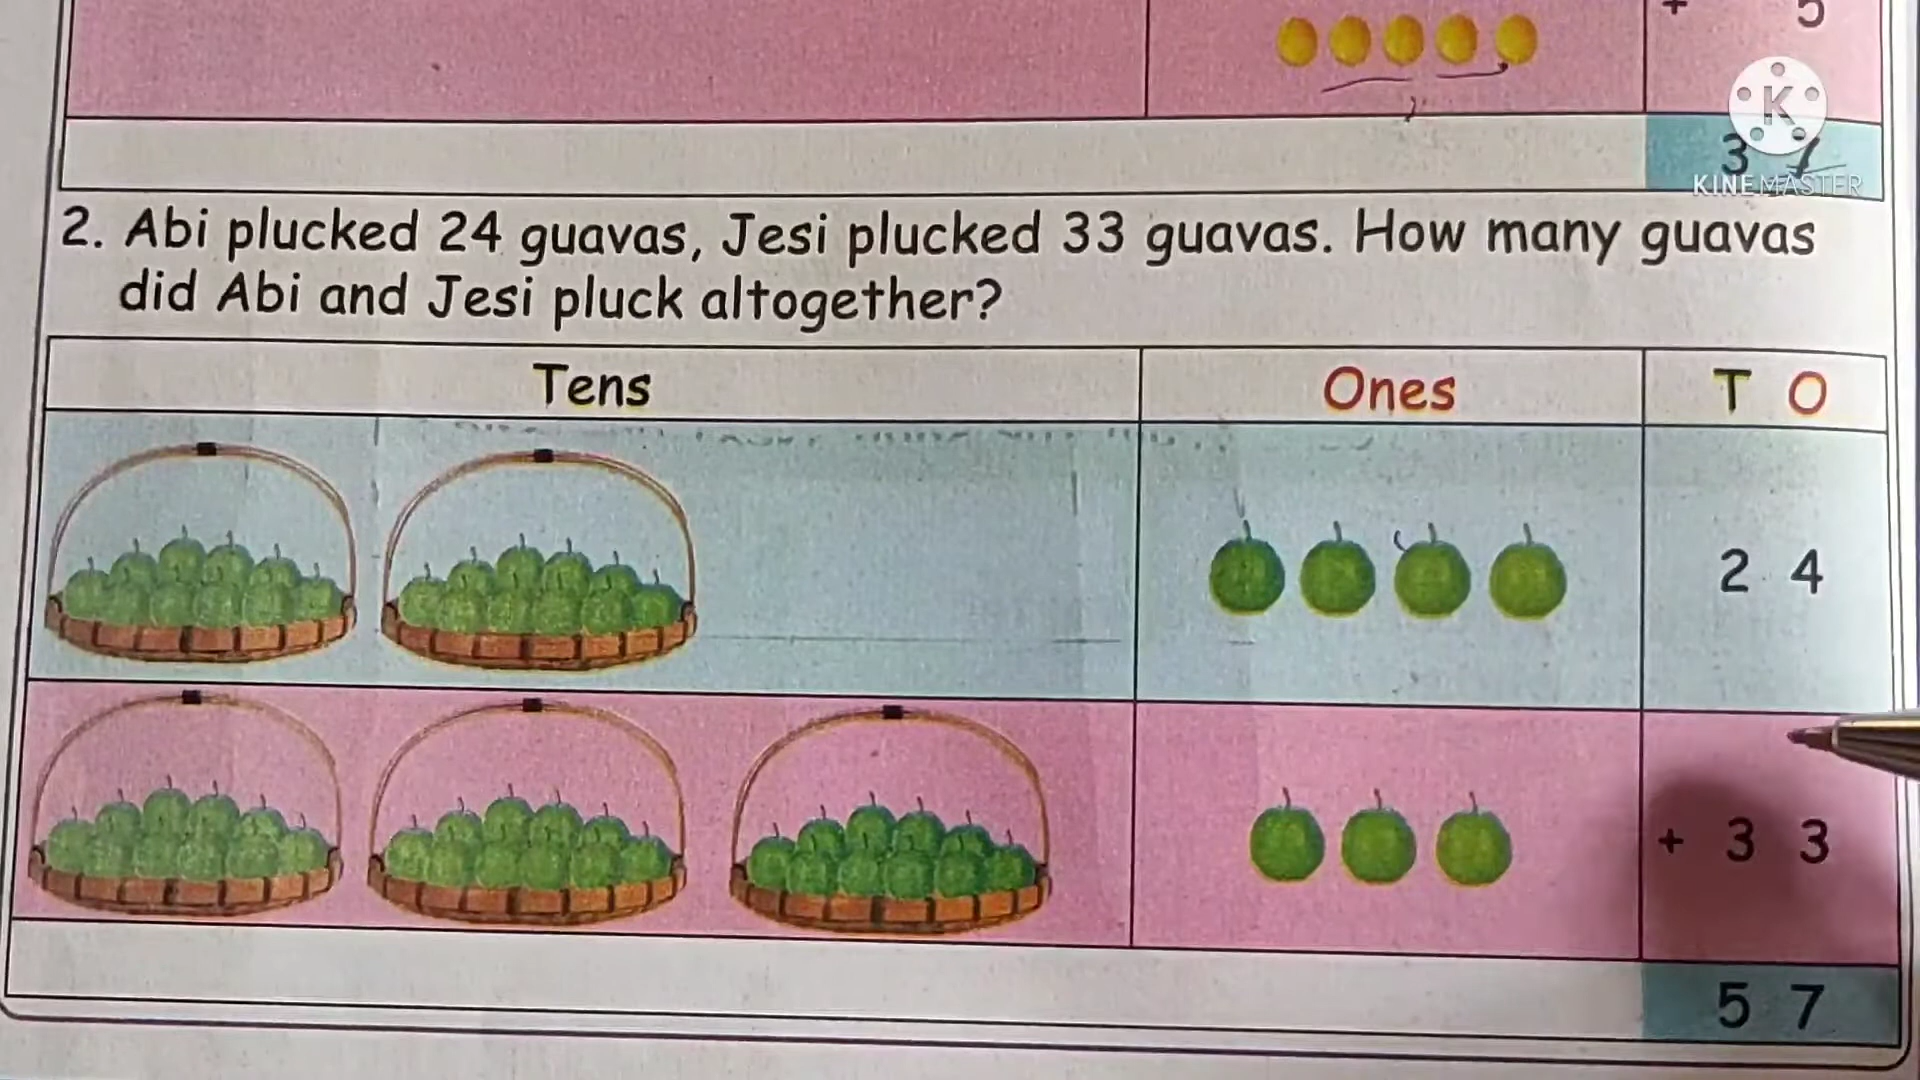 + 5
K
3 7
KINEMASTER
2. Abi plucked 24 guavas, Jesi plucked 33 guavas. How many guavas
did Abi and Jesi pluck altogether?
Tens Ones T O
2 4
+ 3 3
5 7